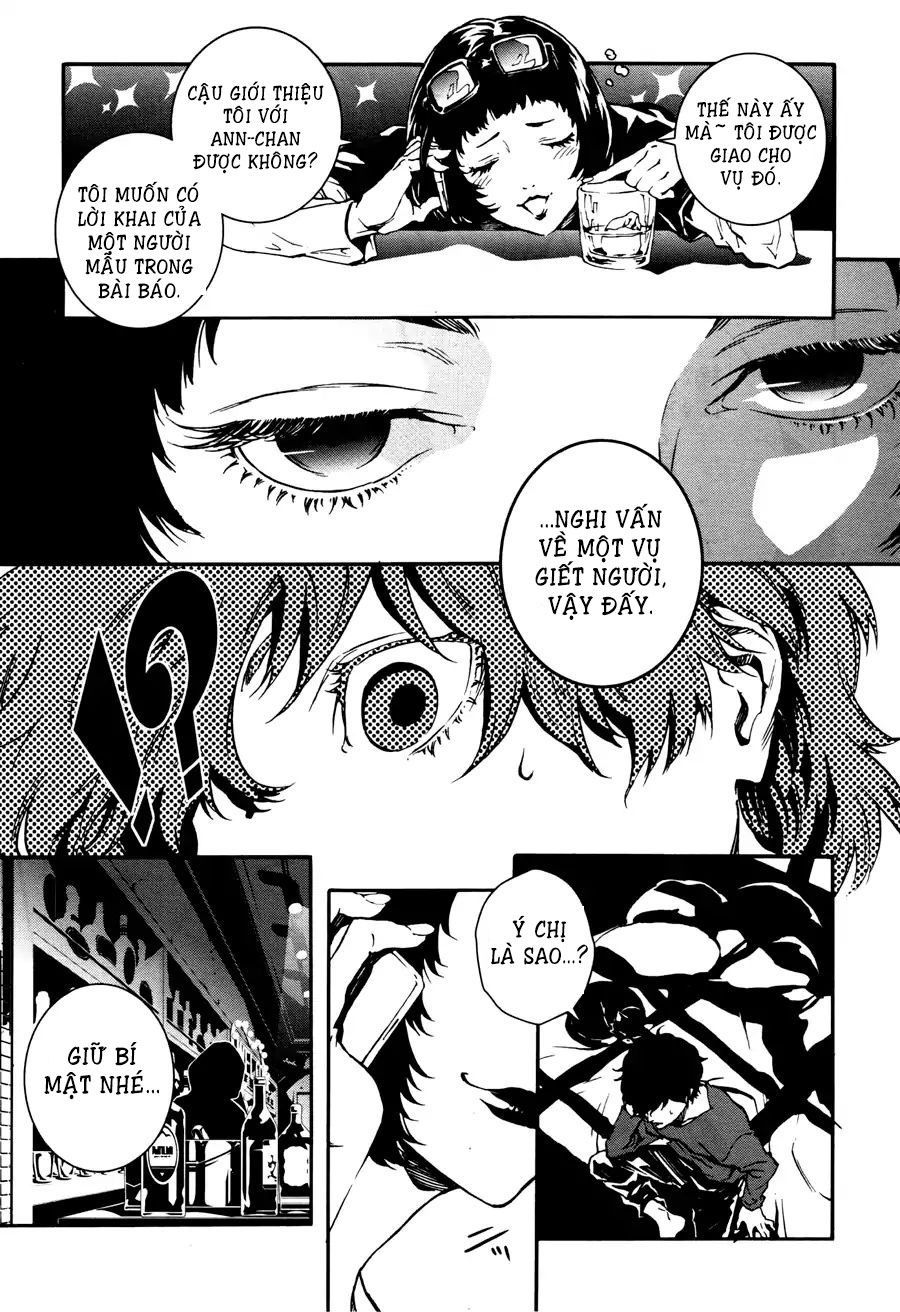 THẾ NÀY ẤY
MÀ~ TÔI ĐƯỢC
GIAO CHO
VỤ ĐÓ.
CẬU GIỚI THIỆU
TÔI VỚI
ANN-CHAN
ĐƯỢC KHÔNG?
TÔI MUỐN CÓ
LỜI KHAI CỦA
MỘT NGƯỜI
MẪU TRONG
BÀI BÁO.
...NGHI VẤN
VỀ MỘT VỤ
GIẾT NGƯỜI,
VẬY ĐẤY.
!?
Ý CHỊ
LÀ SAO...?
GIỮ BÍ
MẬT NHÉ...